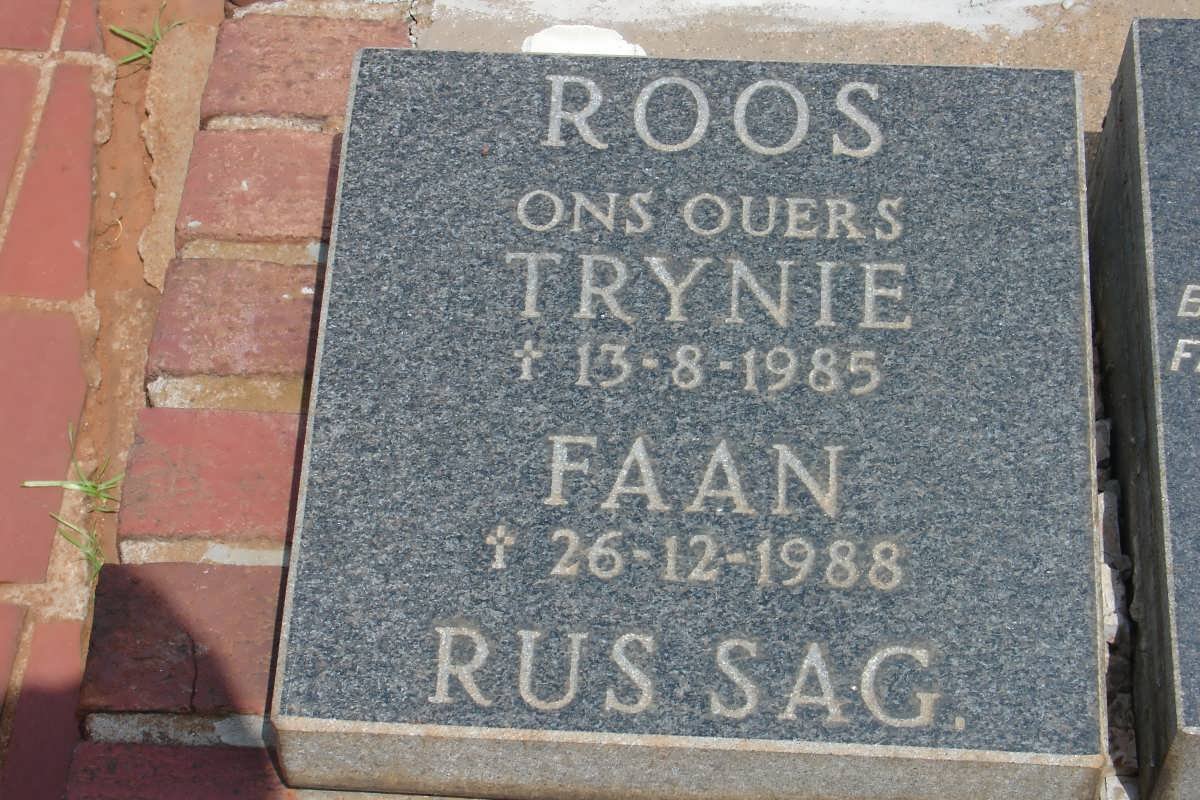 ROOS
ONS OUERS
TRYNIE
† 13-8-1985
FAAN
† 26-12-1988
RUS SAG.